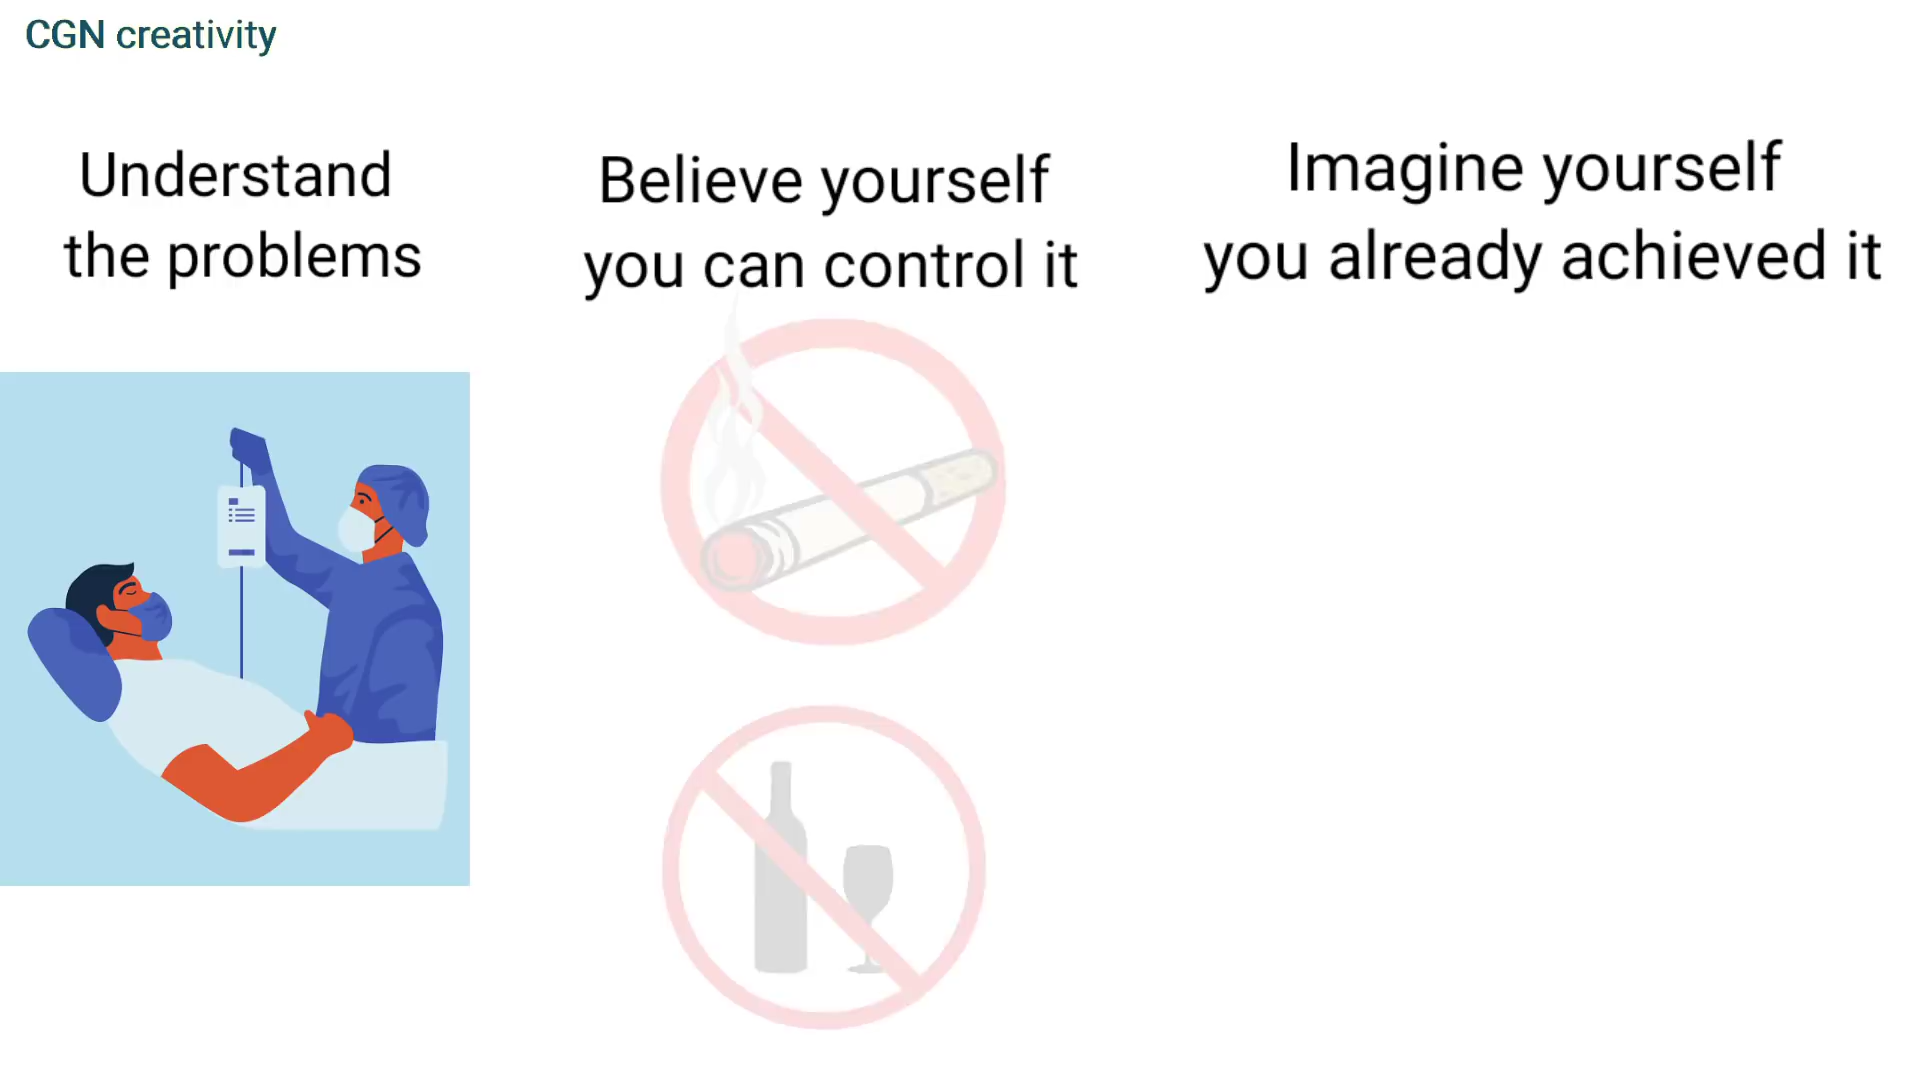 CGN creativity
Understand
the problems
Believe yourself
you can control it
Imagine yourself
you already achieved it